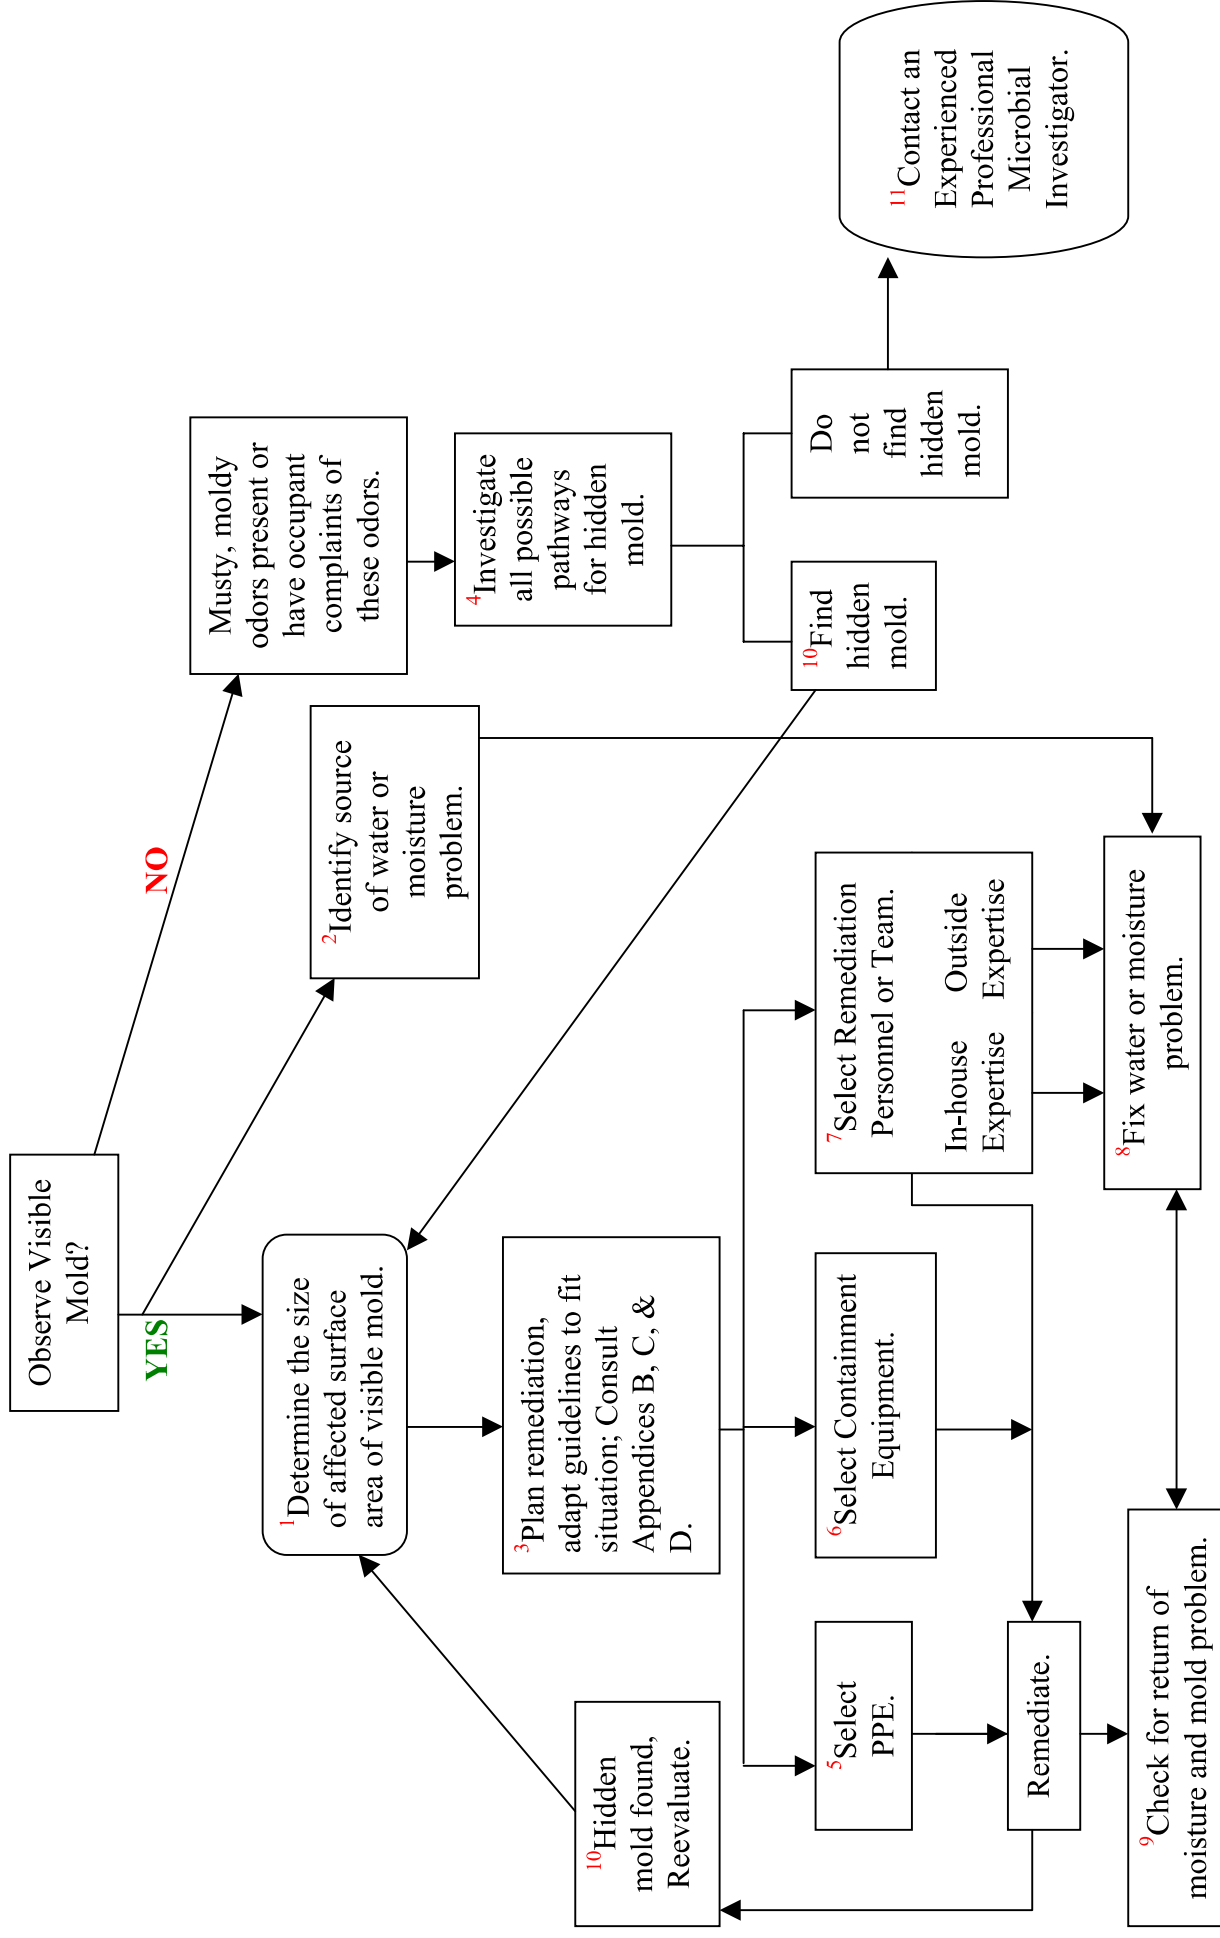 Observe Visible
Mold?
YES
NO
1Determine the size
of affected surface
area of visible mold.
2Identify source
of water or
moisture
problem.
Musty, moldy
odors present or
have occupant
complaints of
these odors.
3Plan remediation,
adapt guidelines to fit
situation; Consult
Appendices B, C, &
D.
4Investigate
all possible
pathways
for hidden
mold.
10Hidden
mold found,
Reevaluate.
5Select
PPE.
6Select Containment
Equipment.
7Select Remediation
Personnel or Team.
In-house Outside
Expertise Expertise
10Find
hidden
mold.
Do
not
find
hidden
mold.
11Contact an
Experienced
Professional
Microbial
Investigator.
Remediate.
8Fix water or moisture
problem.
9Check for return of
moisture and mold problem.